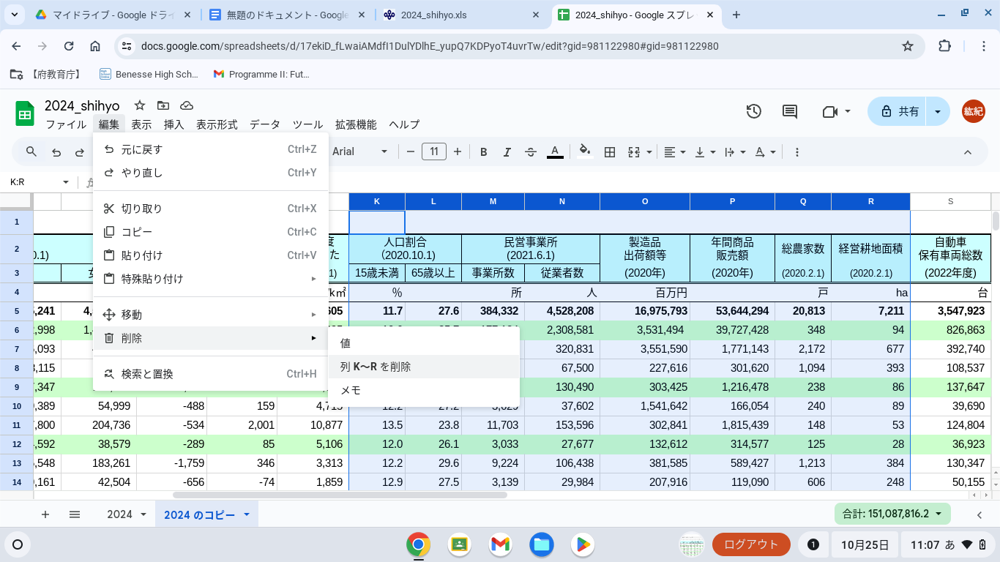 マイドライブ - Google ドライ
無題のドキュメント - Google
2024_shihyo.xls
2024_shihyo - Google スプレ
docs.google.com/spreadsheets/d/17ekiD_fLwaiAMdfI1DulYDlhE_yupQ7KDPyoT4uvrTw/edit?gid=981122980#gid=981122980
【府教育庁】
Benesse High Sch...
Programme II: Fut...
2024_shihyo
ファイル 編集 表示 挿入 表示形式 データ ツール 拡張機能 ヘルプ
共有
紘紀
Arial
11
K:R
元に戻す Ctrl+Z
やり直し Ctrl+Y
切り取り Ctrl+X
コピー Ctrl+C
貼り付け Ctrl+V
特殊貼り付け
移動
削除
検索と置換 Ctrl+H
値
列 K～R を削除
メモ
K L M N O P Q R S
1
2 0.1) 度 た 人口割合 (2020.10.1) 民営事業所 (2021.6.1) 製造品 出荷額等 年間商品 販売額 総農家数 経営耕地面積 自動車 保有車両総数
3 女 1) 15歳未満 65歳以上 事業所数 従業者数 (2020年) (2020年) (2020.2.1) (2020.2.1) (2022年度)
4 /k㎡ % 所 人 百万円 戸 ha 台
5 ,241 4, 605 11.7 27.6 384,332 4,528,208 16,975,793 53,644,294 20,813 7,211 3,547,923
6 ,998 2,308,581 3,531,494 39,727,428 348 94 826,863
7 ,093 320,831 3,551,590 1,771,143 2,172 677 392,740
8 ,115 67,500 227,616 301,620 1,094 393 108,537
9 ,347 130,490 303,425 1,216,478 238 86 137,647
10 ,389 54,999 -488 159 4,715 12.2 27.2 37,602 1,541,642 166,054 240 89 39,690
11 ,800 204,736 -534 2,001 10,877 13.5 23.8 11,703 153,596 302,841 1,815,439 148 53 124,804
12 ,592 38,579 -289 85 5,106 12.0 26.1 3,033 27,677 132,612 314,577 125 28 36,923
13 ,548 183,261 -1,759 346 3,313 12.2 29.6 9,224 106,438 381,585 589,427 1,213 384 130,347
14 ,161 42,504 -656 -74 1,859 12.9 27.5 3,139 29,984 207,916 119,090 606 248 50,155
2024
2024 のコピー
合計: 151,087,816.2
ログアウト
1
10月25日
11:07 あ